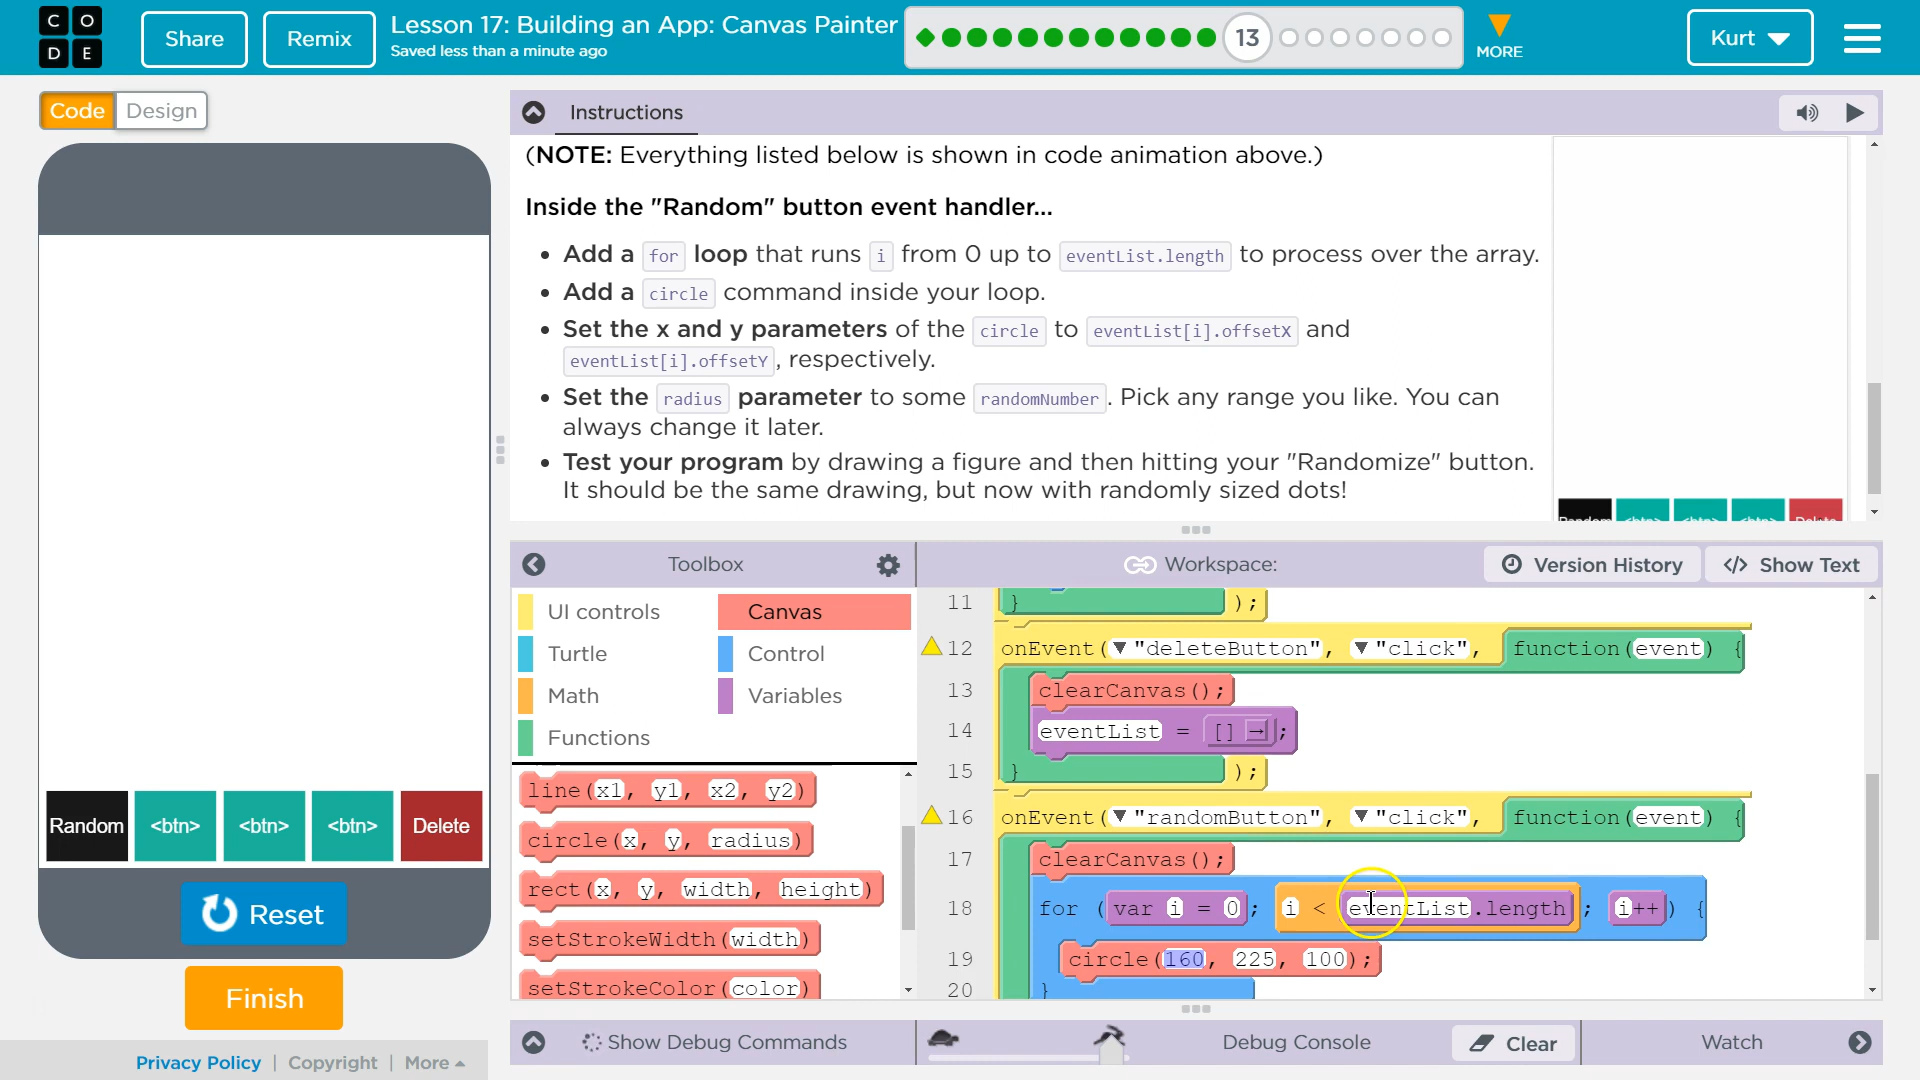 C O
D E
Share
Remix
Lesson 17: Building an App: Canvas Painter
Saved less than a minute ago
13
MORE
Kurt
Code
Design
Instructions
(NOTE: Everything listed below is shown in code animation above.)
Inside the "Random" button event handler...
Add a for loop that runs i from 0 up to eventList.length to process over the array.
Add a circle command inside your loop.
Set the x and y parameters of the circle to eventList[i].offsetX and
eventList[i].offsetY, respectively.
Set the radius parameter to some randomNumber. Pick any range you like. You can
always change it later.
Test your program by drawing a figure and then hitting your "Randomize" button.
It should be the same drawing, but now with randomly sized dots!
Random <btn> <btn> <btn> Delete
Toolbox
Workspace:
Version History
</> Show Text
UI controls
Canvas
Turtle
Control
Math
Variables
Functions
line(x1, y1, x2, y2)
circle(x, y, radius)
rect(x, y, width, height)
setStrokeWidth(width)
setStrokeColor(color)
11 } );
12 onEvent(▼"deleteButton", ▼"click", function(event) {
13 clearCanvas();
14 eventList = [];
15 } );
16 onEvent(▼"randomButton", ▼"click", function(event) {
17 clearCanvas();
18 for (var i = 0; i < eventList.length; i++) {
19 circle(160, 225, 100);
20 }
Random <btn> <btn> <btn> Delete
Reset
Finish
Privacy Policy | Copyright | More
Show Debug Commands
Debug Console
Clear
Watch